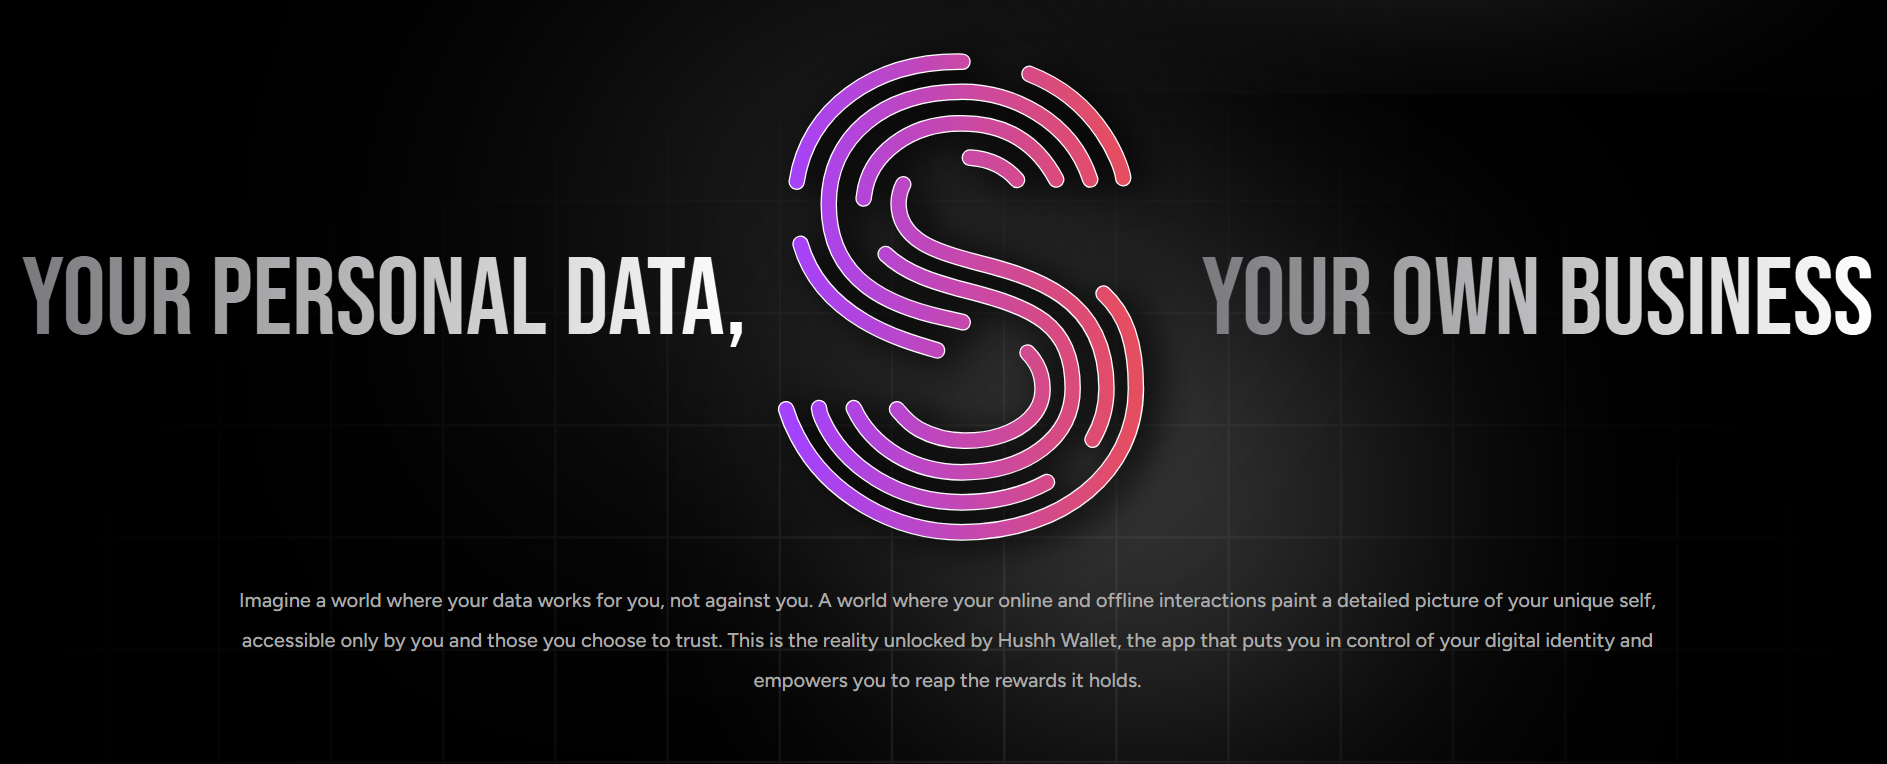 YOUR PERSONAL DATA,
YOUR OWN BUSINESS
Imagine a world where your data works for you, not against you. A world where your online and offline interactions paint a detailed picture of your unique self,
accessible only by you and those you choose to trust. This is the reality unlocked by Hushh Wallet, the app that puts you in control of your digital identity and
empowers you to reap the rewards it holds.